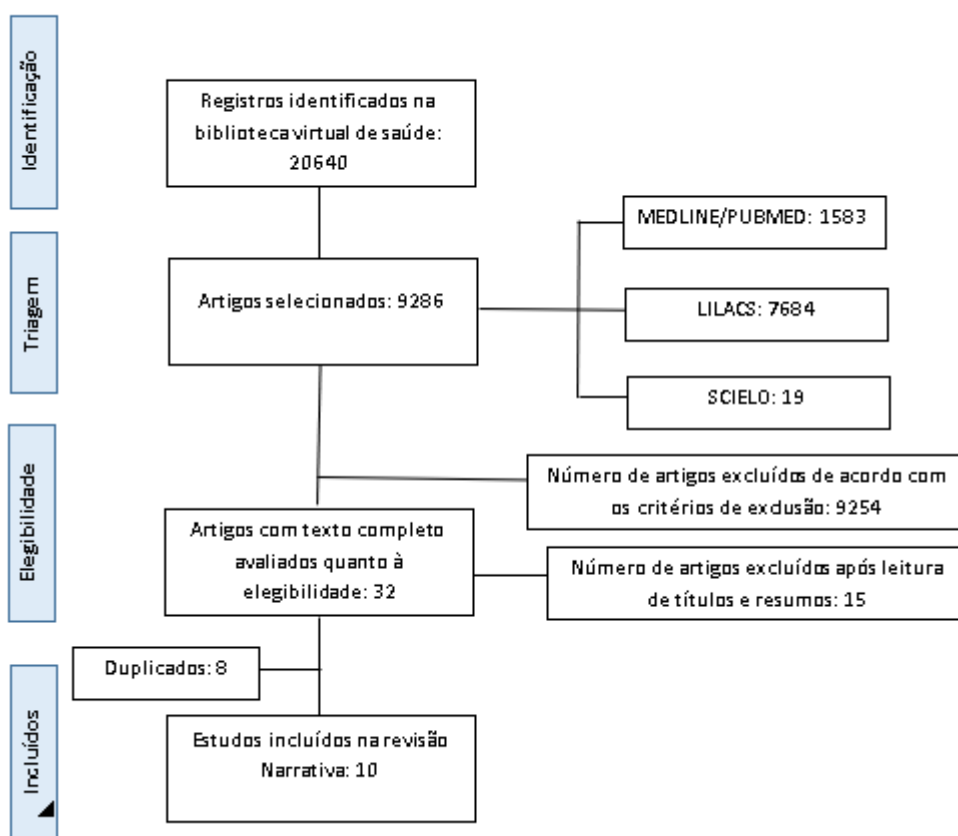 Identificação
Registros identificados na
biblioteca virtual de saúde:
20640
MEDLINE/PUBMED: 1583
Triagem
Artigos selecionados: 9286
LILACS: 7684
SCIELO: 19
Elegibilidade
Número de artigos excluídos de acordo com
os critérios de exclusão: 9254
Artigos com texto completo
avaliados quanto à
elegibilidade: 32
Número de artigos excluídos após leitura
de títulos e resumos: 15
Duplicados: 8
Incluídos
Estudos incluídos na revisão
Narrativa: 10